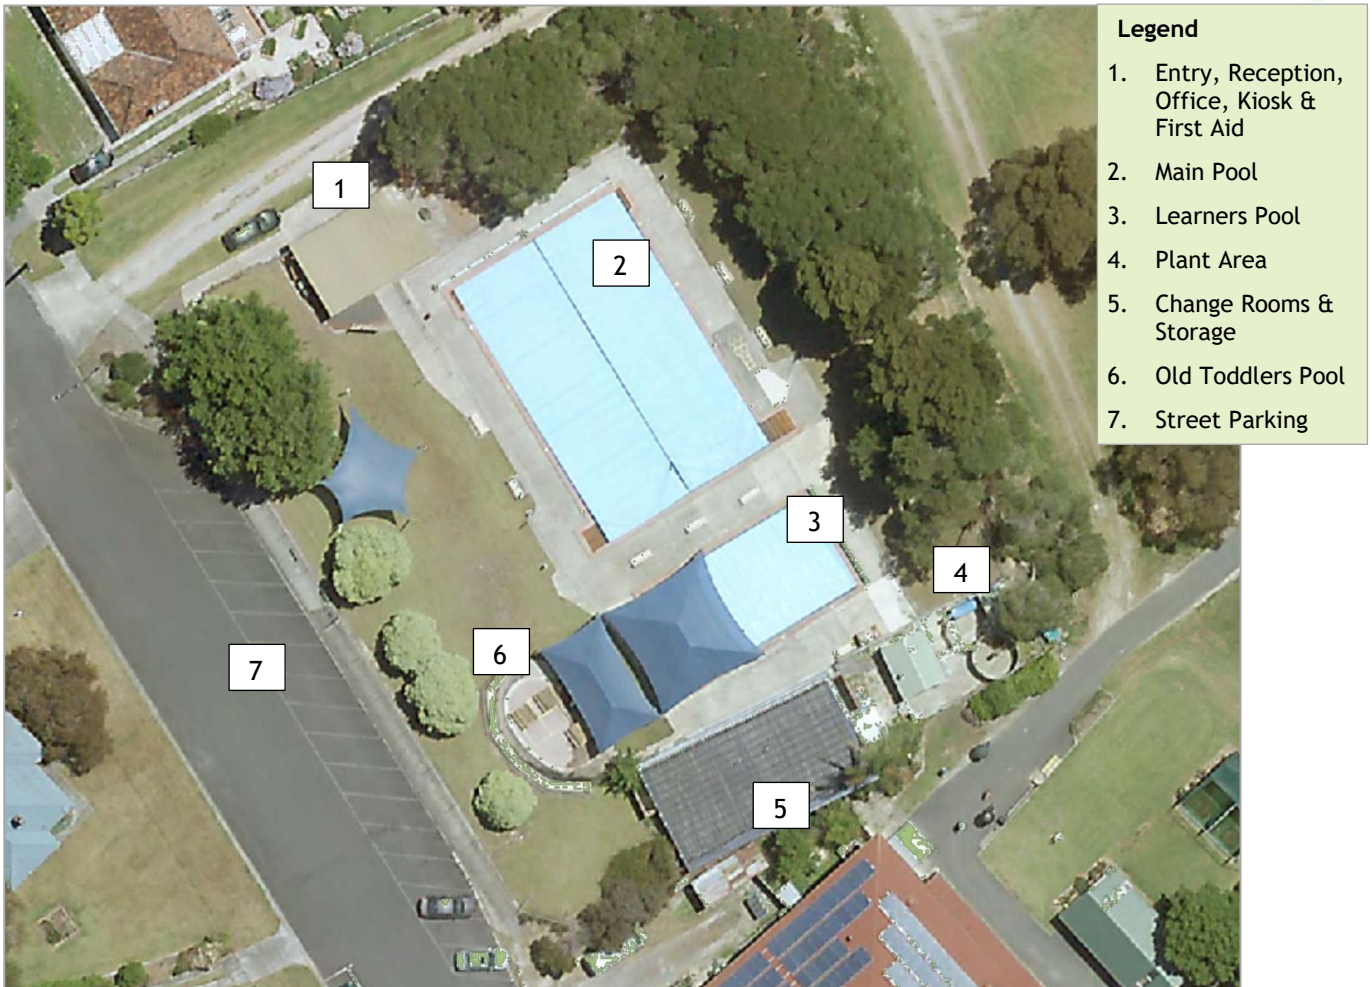 Legend
1. Entry, Reception,
Office, Kiosk &
First Aid
2. Main Pool
3. Learners Pool
4. Plant Area
5. Change Rooms &
Storage
6. Old Toddlers Pool
7. Street Parking
1
2
3
4
6
7
5